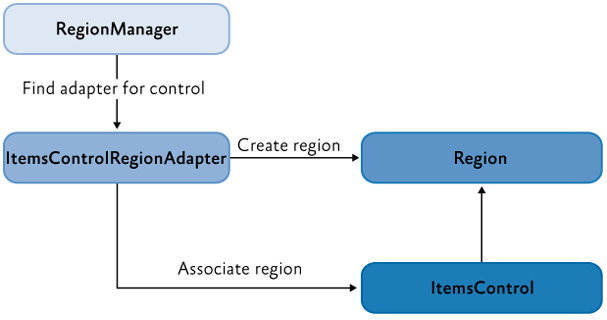 RegionManager
Find adapter for control
ItemsControlRegionAdapter
Create region
Region
Associate region
ItemsControl